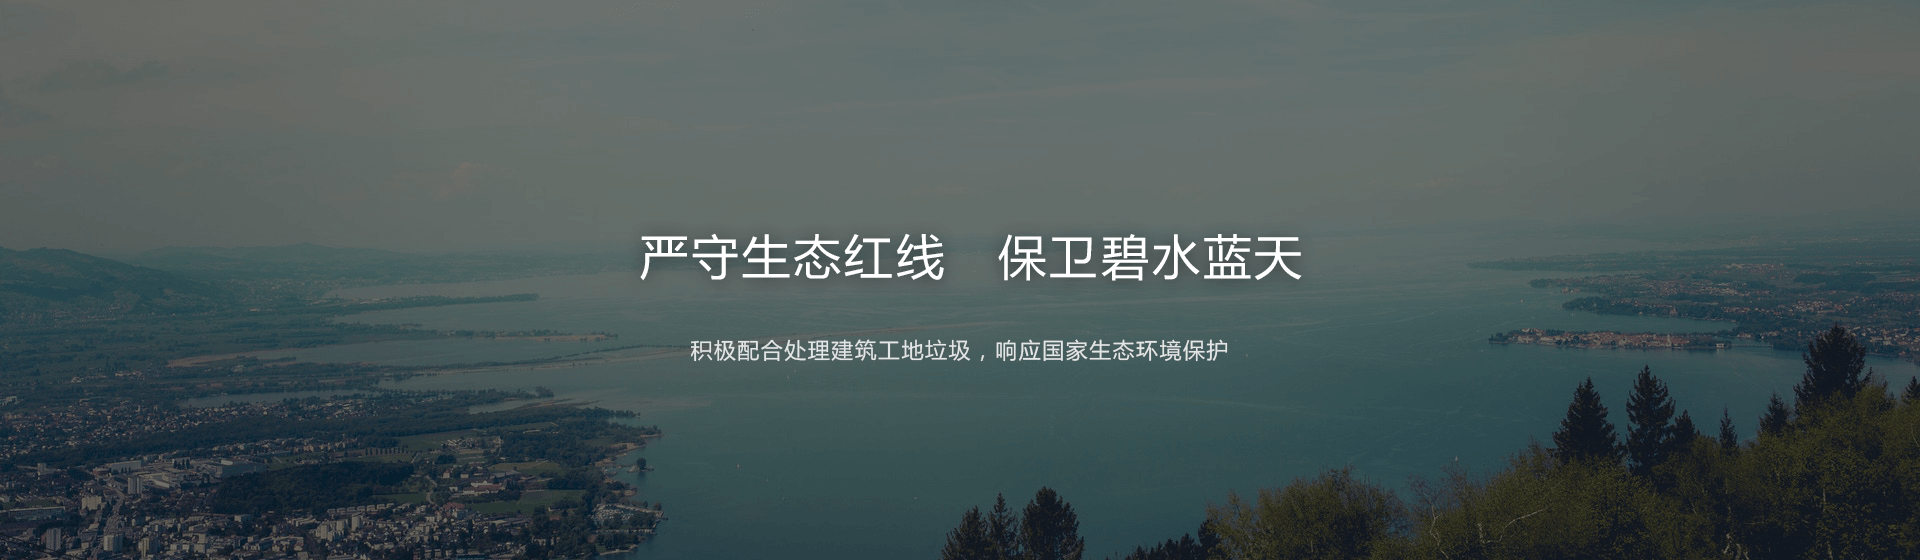 严守生态红线　保卫碧水蓝天
积极配合处理建筑工地垃圾，响应国家生态环境保护